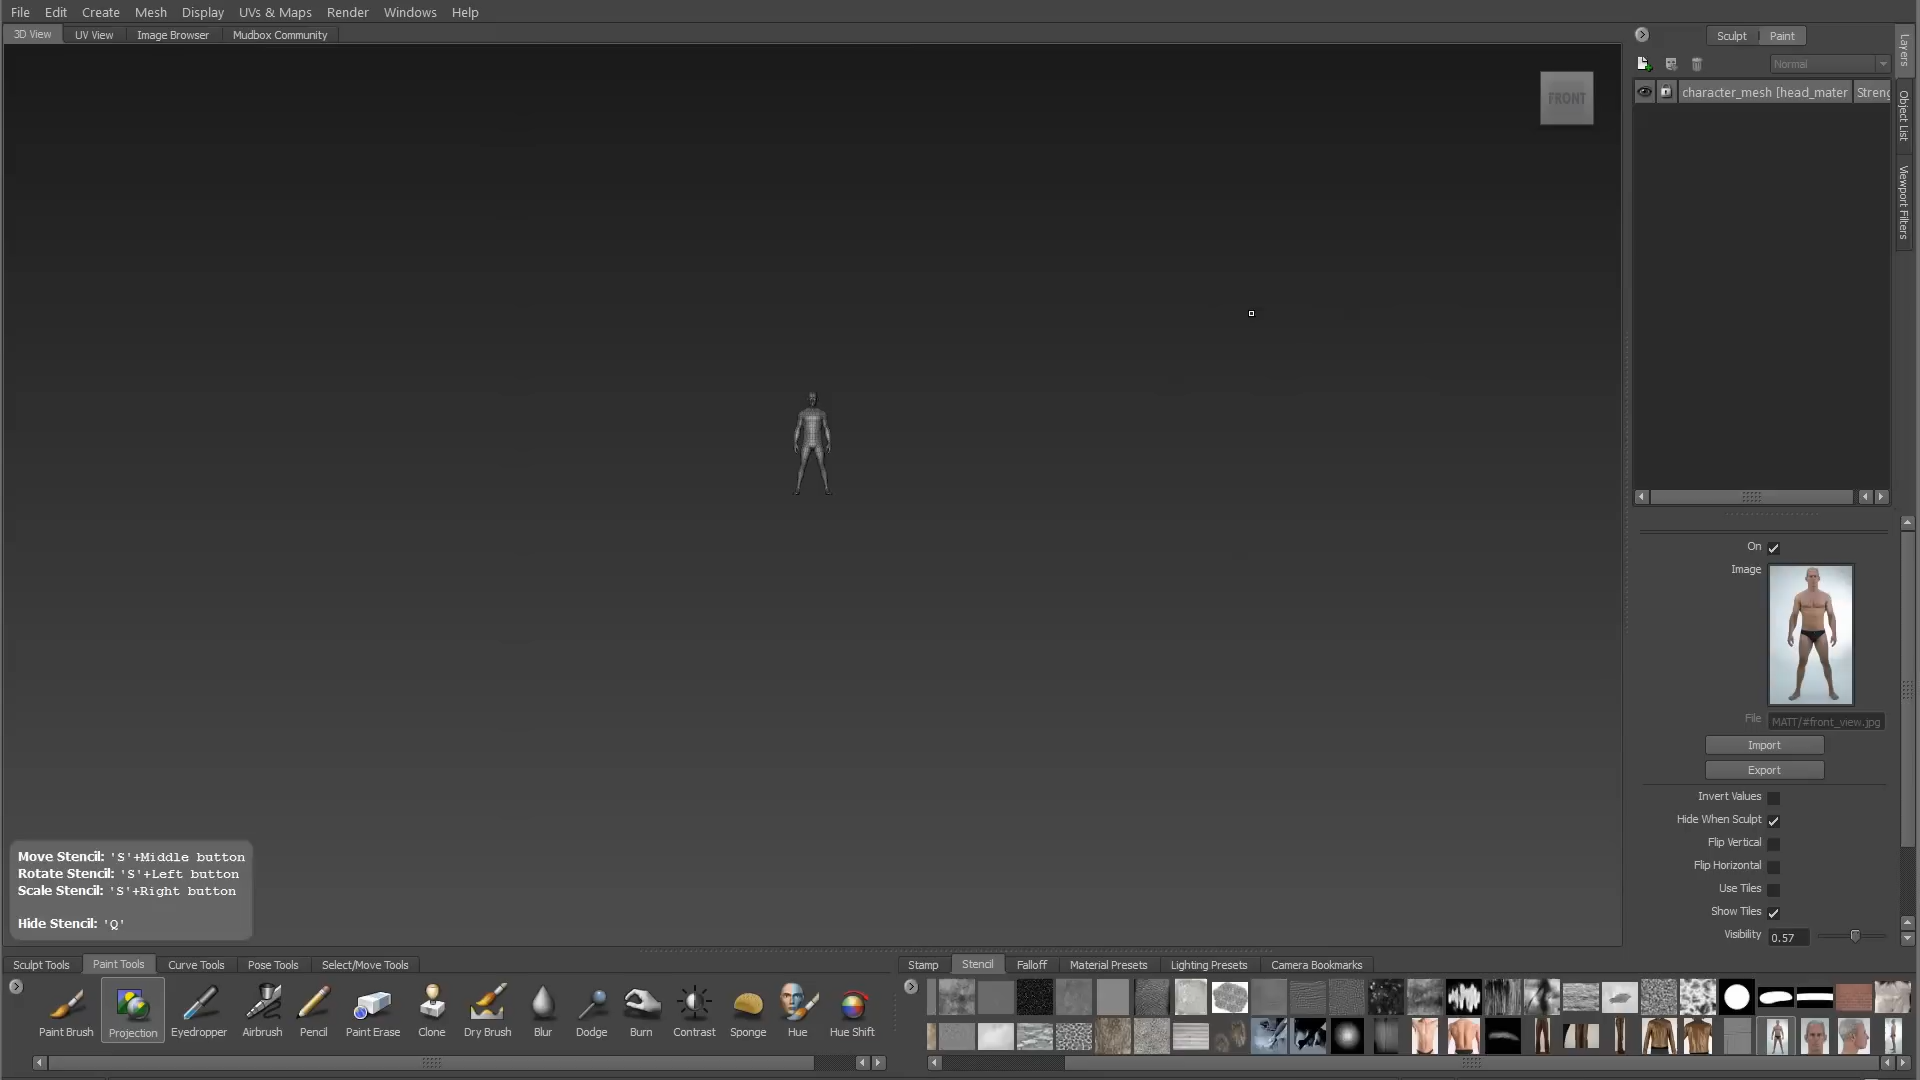 File Edit Create Mesh Display UVs & Maps Render Windows Help
3D View UV View Image Browser Mudbox Community
Sculpt Paint
Normal
Layers
Object List
Viewport Filters
character_mesh [head_mater Streng
FRONT
On
Image
File MATT/#front_view.jpg
Import
Export
Invert Values
Hide When Sculpt
Flip Vertical
Flip Horizontal
Use Tiles
Show Tiles
Visibility 0.57
Move Stencil: 'S'+Middle button
Rotate Stencil: 'S'+Left button
Scale Stencil: 'S'+Right button
Hide Stencil: 'Q'
Sculpt Tools Paint Tools Curve Tools Pose Tools Select/Move Tools
Stamp Stencil Falloff Material Presets Lighting Presets Camera Bookmarks
Paint Brush Projection Eyedropper Airbrush Pencil Paint Erase Clone Dry Brush Blur Dodge Burn Contrast Sponge Hue Hue Shift